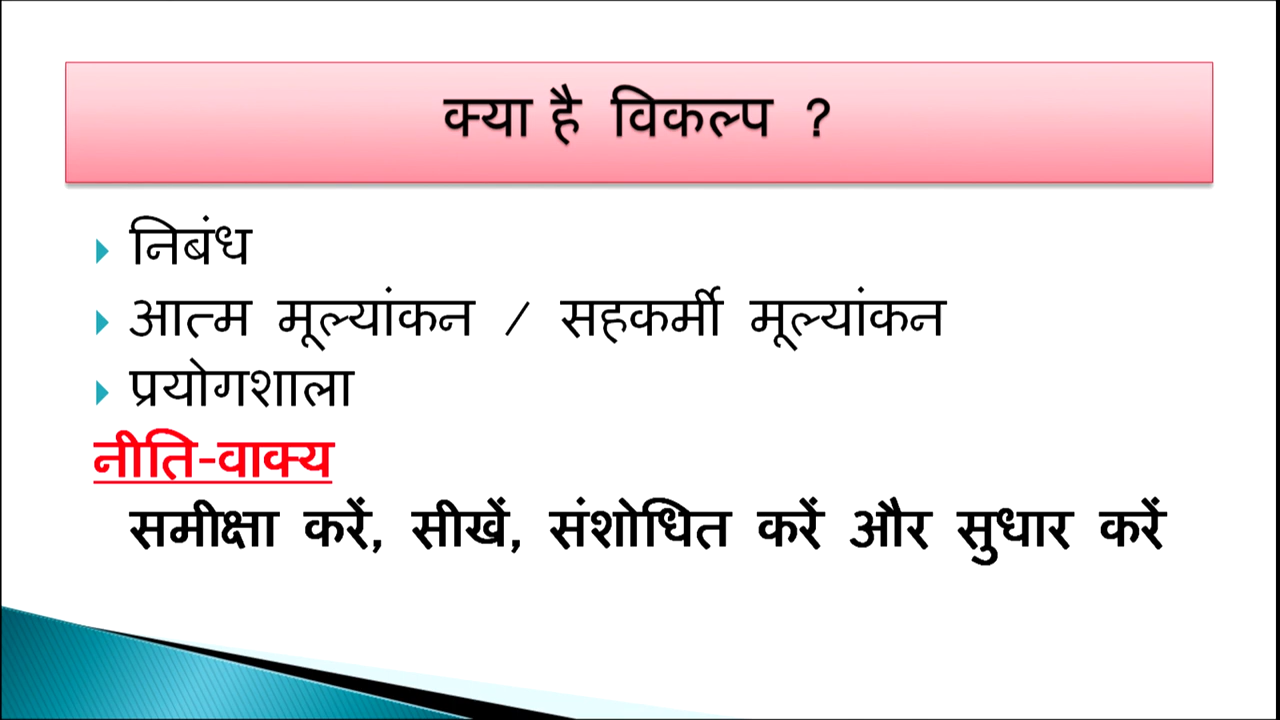 क्या है विकल्प ?
निबंध
आत्म मूल्यांकन / सहकर्मी मूल्यांकन
प्रयोगशाला
नीति-वाक्य
समीक्षा करें, सीखें, संशोधित करें और सुधार करें